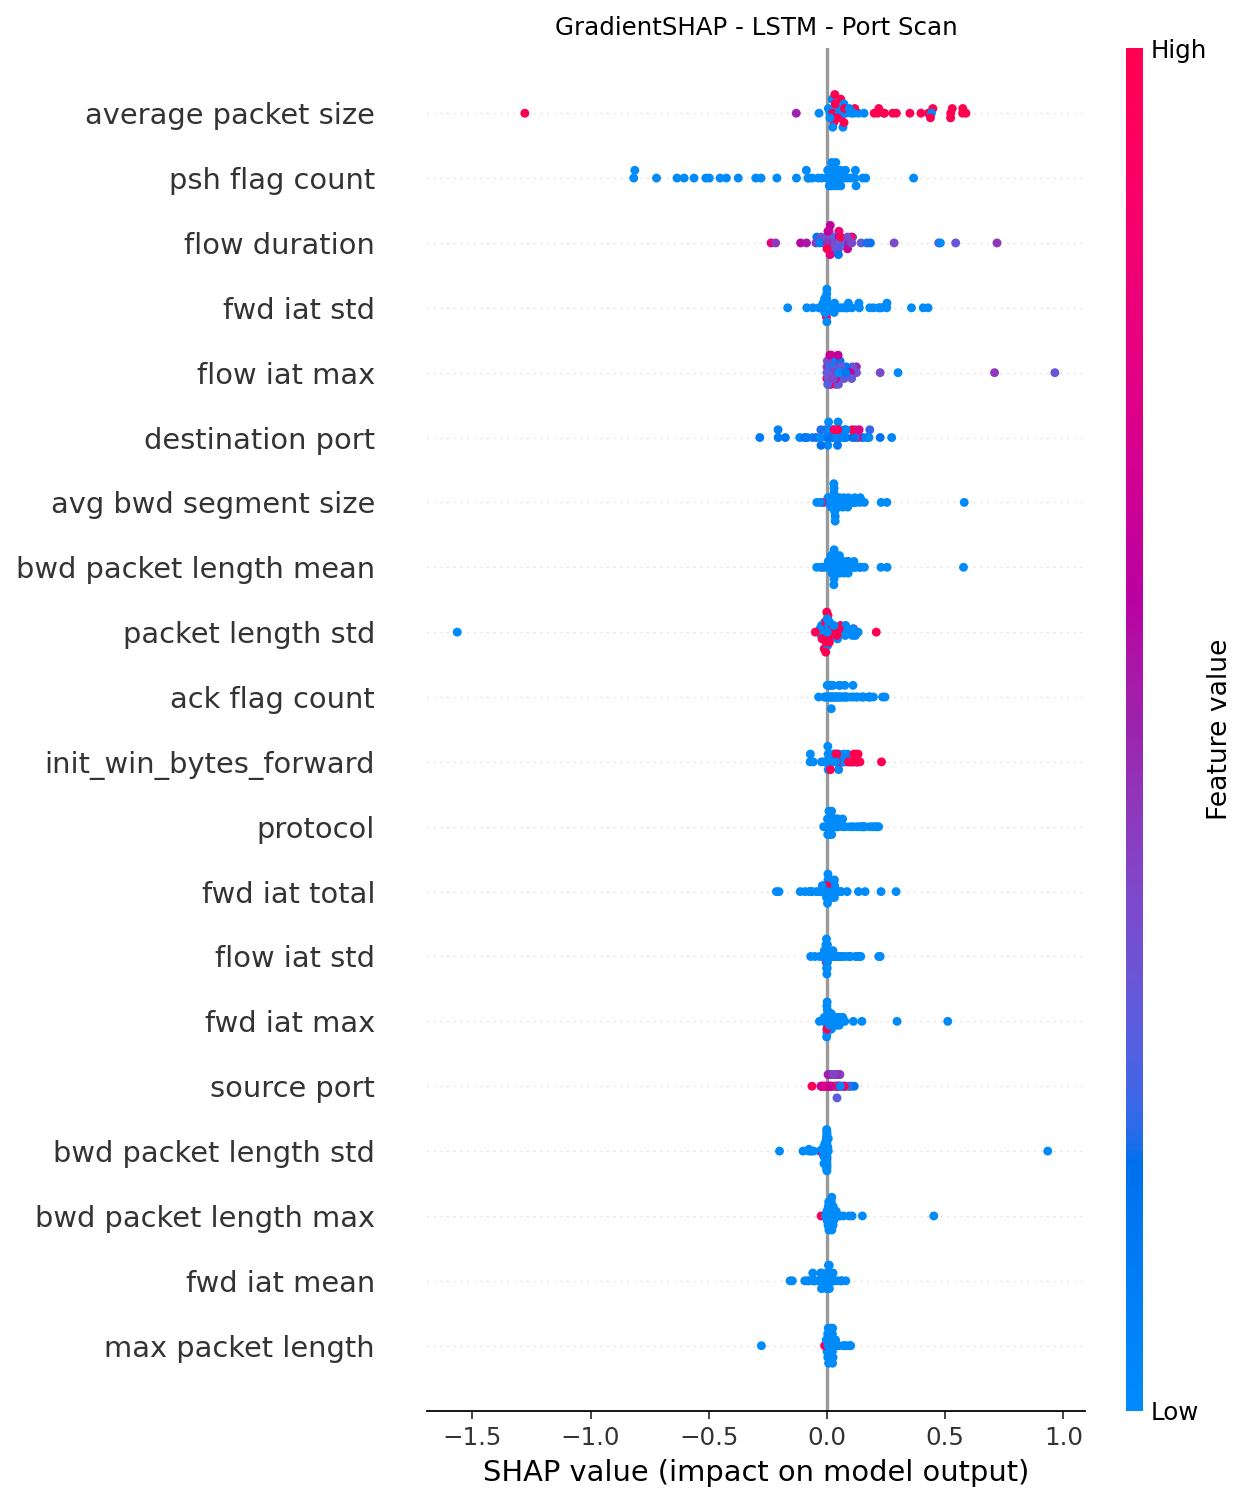 GradientSHAP - LSTM - Port Scan
High
average packet size
psh flag count
flow duration
fwd iat std
flow iat max
destination port
avg bwd segment size
bwd packet length mean
packet length std
ack flag count
init_win_bytes_forward
protocol
fwd iat total
flow iat std
fwd iat max
source port
bwd packet length std
bwd packet length max
fwd iat mean
max packet length
Feature value
Low
−1.5 −1.0 −0.5 0.0 0.5 1.0
SHAP value (impact on model output)